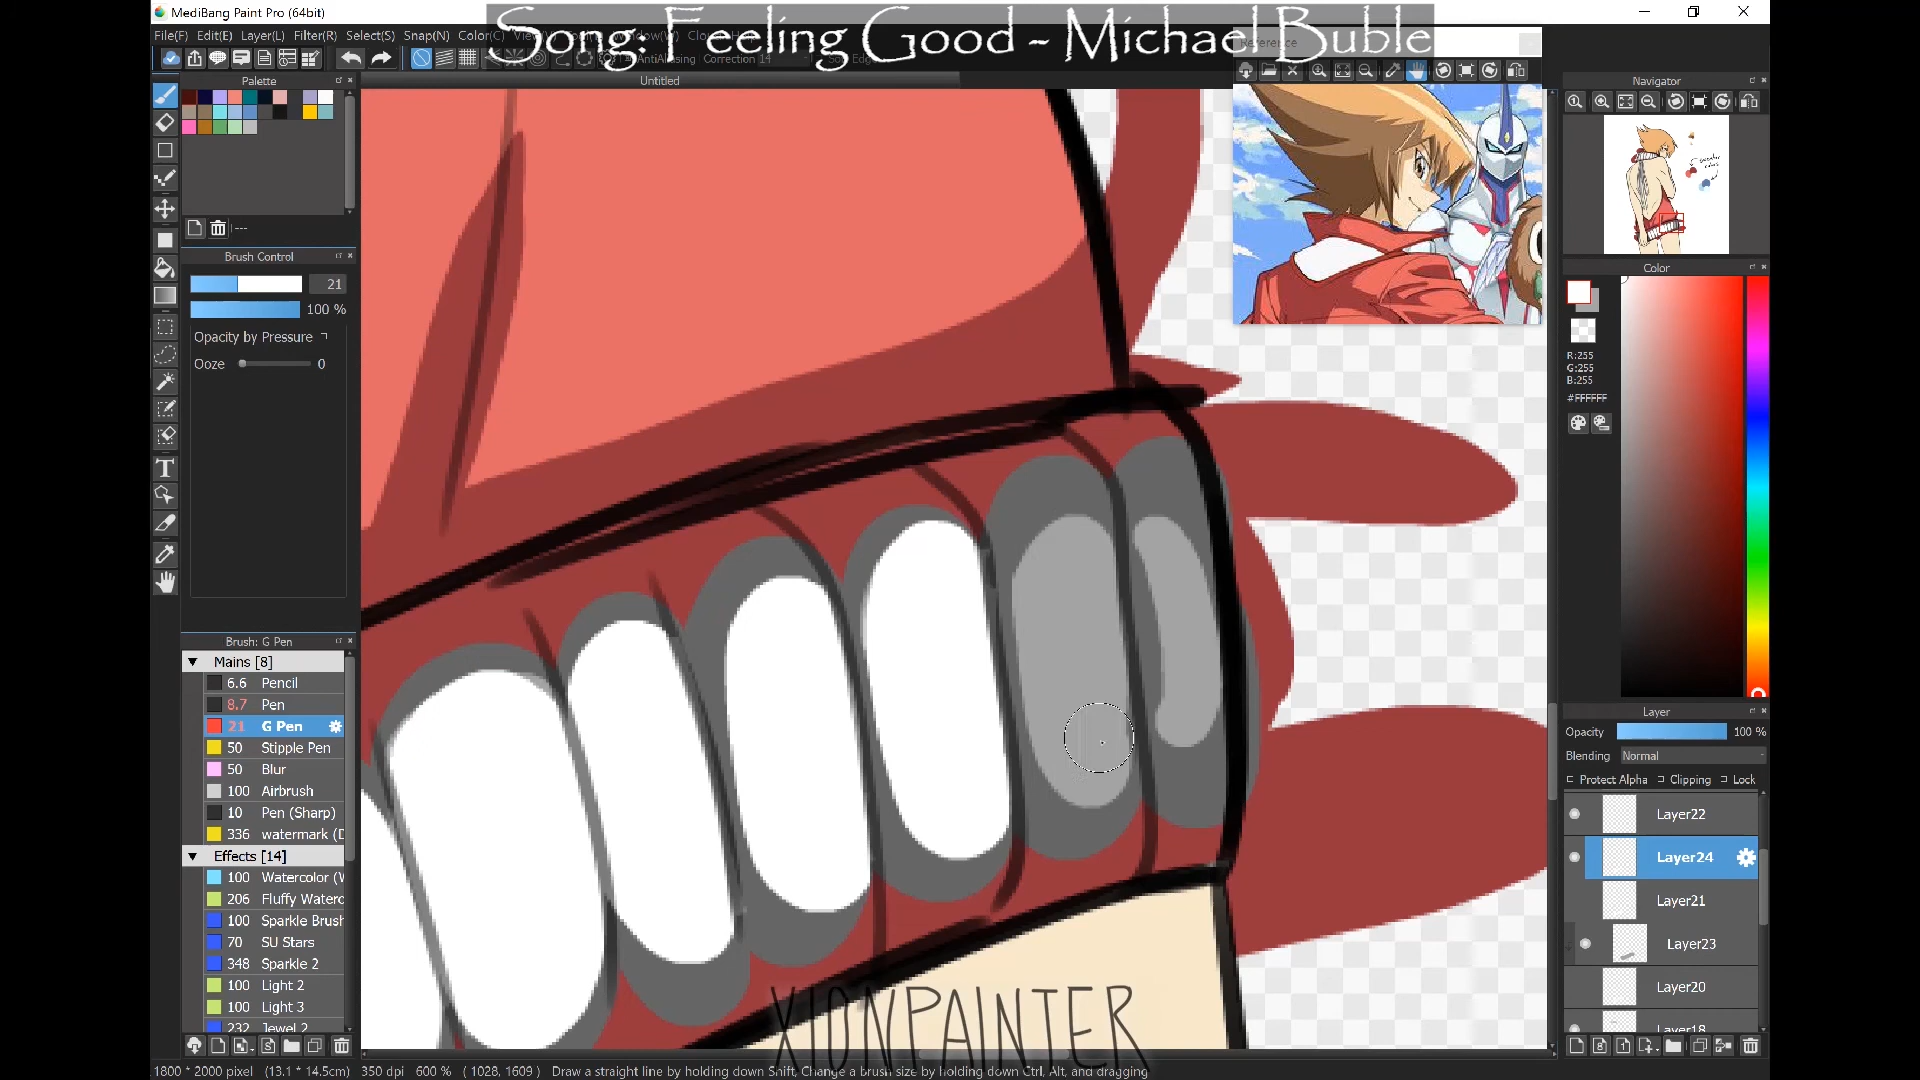 MediBang Paint Pro (64bit)
Song: Feeling Good ~ Michael Buble
File(F) Edit(E) Layer(L) Filter(R) Select(S) Snap(N) Color(C)
AntiAliasing Correction 14
Reference
Palette
Untitled
Navigator
---
Brush Control
21
100 %
Opacity by Pressure
Ooze 0
Color
R:255
G:255
B:255
#FFFFFF
Brush: G Pen
Mains [8]
6.6 Pencil
8.7 Pen
21 G Pen
50 Stipple Pen
50 Blur
100 Airbrush
10 Pen (Sharp)
336 watermark (D
Effects [14]
100 Watercolor (W
206 Fluffy Waterc
100 Sparkle Brush
70 SU Stars
348 Sparkle 2
100 Light 2
100 Light 3
232 Jewel 2
Layer
Opacity 100 %
Blending Normal
Protect Alpha Clipping Lock
Layer22
Layer24
Layer21
Layer23
Layer20
Layer18
XIONPAINTER
1800 * 2000 pixel (13.1 * 14.5cm) 350 dpi 600 % ( 1028, 1609 ) Draw a straight line by holding down Shift, Change a brush size by holding down Ctrl, Alt, and dragging